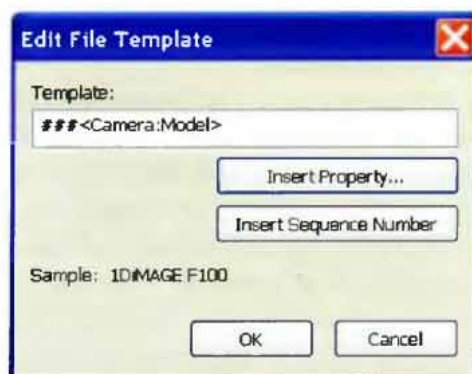 Edit File Template
Template:
###<Camera:Model>
Insert Property...
Insert Sequence Number
Sample: 1DiMAGE F100
OK
Cancel